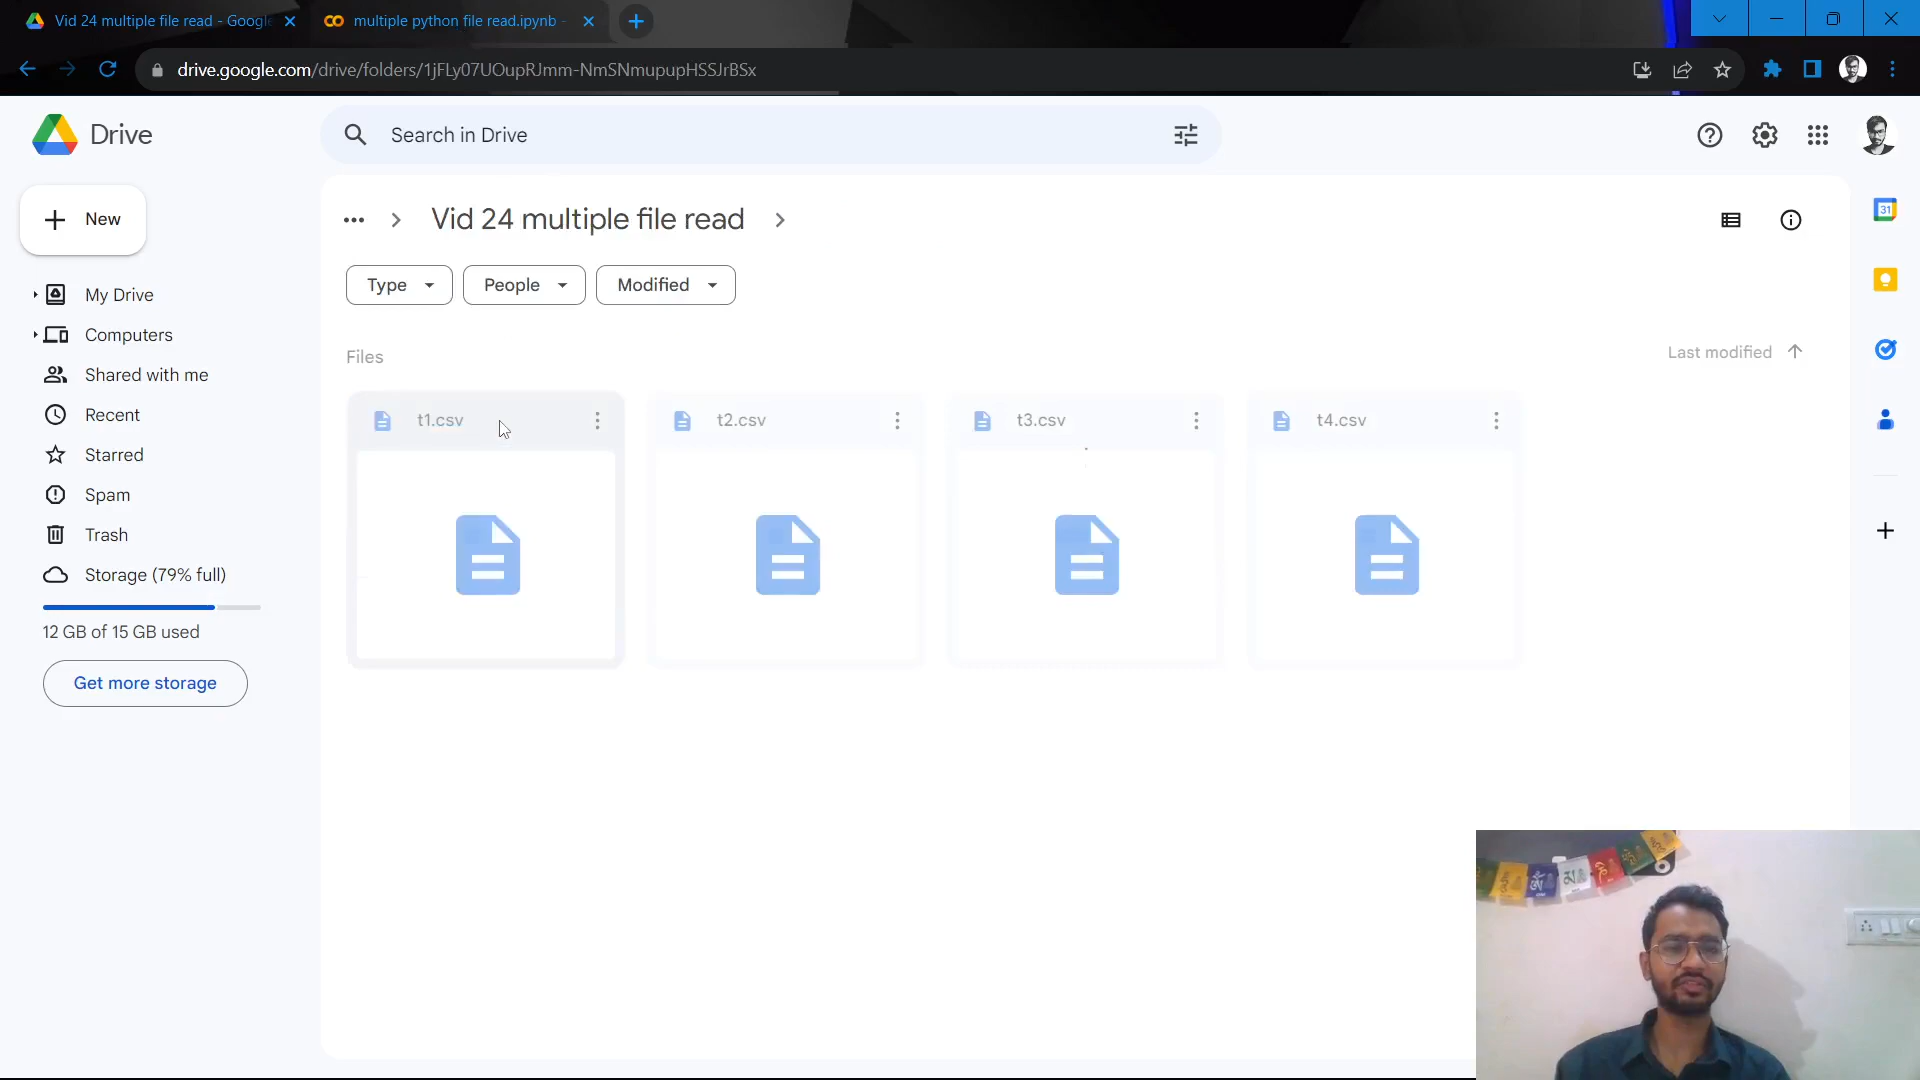 Vid 24 multiple file read - Google
multiple python file read.ipynb -
drive.google.com/drive/folders/1jFLy07UOupRJmm-NmSNmupupHSSJrBSx
Drive
Search in Drive
New
Vid 24 multiple file read
Type
People
Modified
My Drive
Computers
Shared with me
Recent
Starred
Spam
Trash
Storage (79% full)
12 GB of 15 GB used
Get more storage
Files
Last modified
t1.csv
t2.csv
t3.csv
t4.csv
31